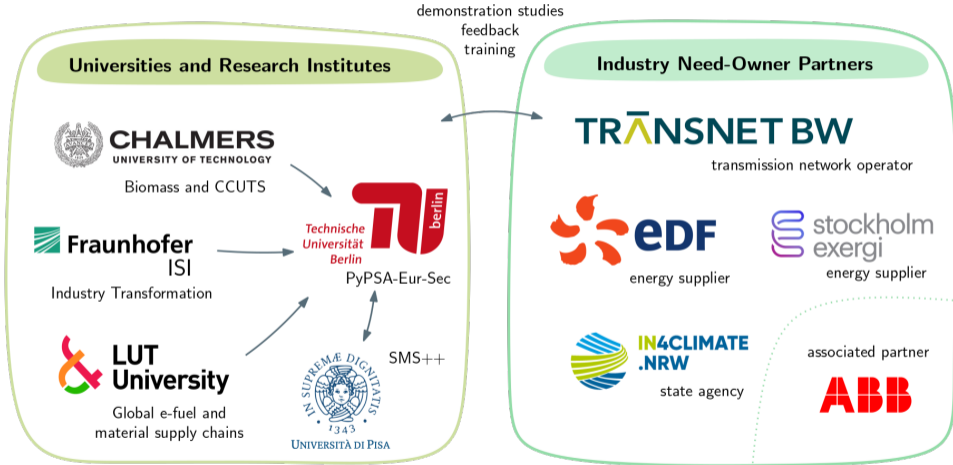 demonstration studies
feedback
training
Universities and Research Institutes
CHALMERS
UNIVERSITY OF TECHNOLOGY
Biomass and CCUTS
Technische
Universität
Berlin
berlin
PyPSA-Eur-Sec
Fraunhofer
ISI
Industry Transformation
LUT
University
Global e-fuel and
material supply chains
SMS++
IN SUPREMÆ DIGNITATIS
1343
UNIVERSITÀ DI PISA
Industry Need-Owner Partners
TRΛNSNET BW
transmission network operator
eDF
energy supplier
stockholm
exergi
energy supplier
IN4CLIMATE
.NRW
state agency
associated partner
ABB